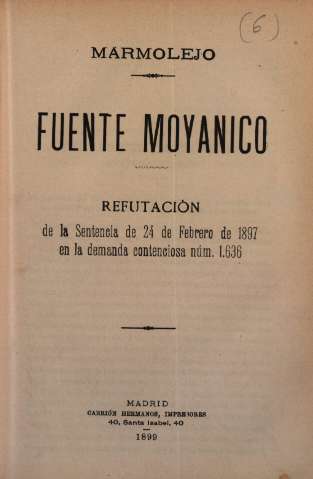 (6)
MARMOLEJO
FUENTE MOYANICO
REFUTACIÓN
de la Sentencia de 24 de Febrero de 1897
en la demanda contenciosa núm. 1.636
MADRID
CARRIÓN HERMANOS, IMPRESORES
40, Santa Isabel, 40
1899